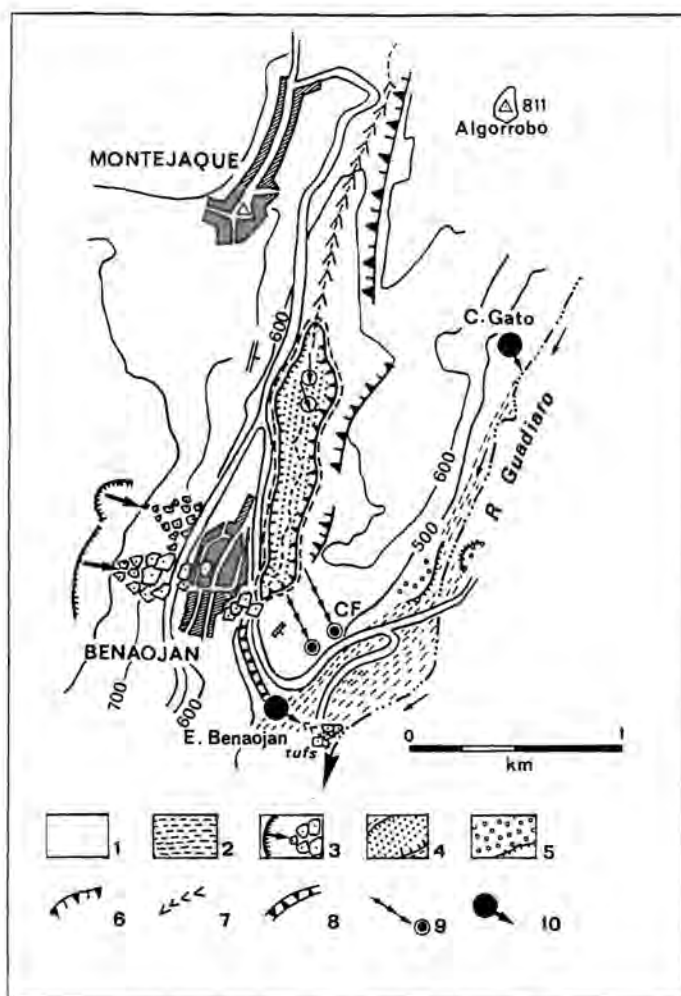 811
Algorrobo
MONTEJAQUE
600
C. Gato
R Guadiaro
600
500
CF
BENAOJAN
700
600
E. Benaojan
tufs
0 1
km
1 2 3 4 5
6 7 8 9 10